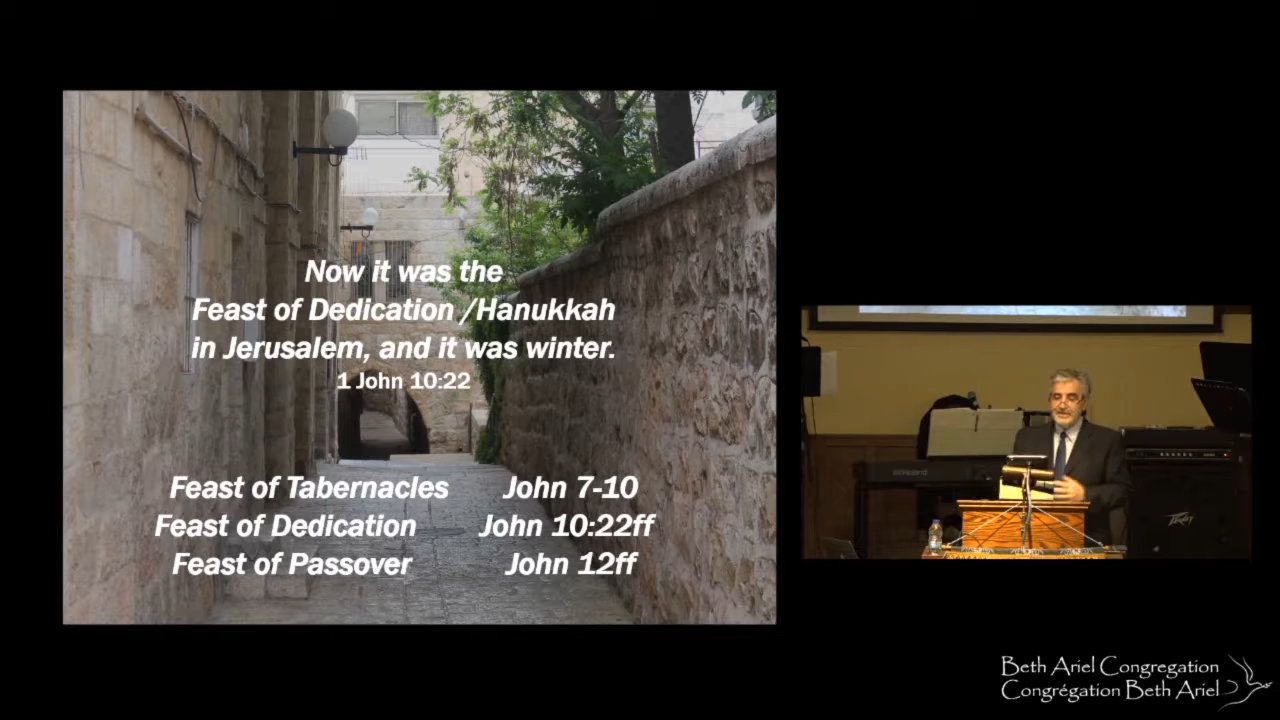 Now it was the
Feast of Dedication /Hanukkah
in Jerusalem, and it was winter.
1 John 10:22
Feast of Tabernacles John 7-10
Feast of Dedication John 10:22ff
Feast of Passover John 12ff
Roland
Peavey
Beth Ariel Congregation
Congrégation Beth Ariel